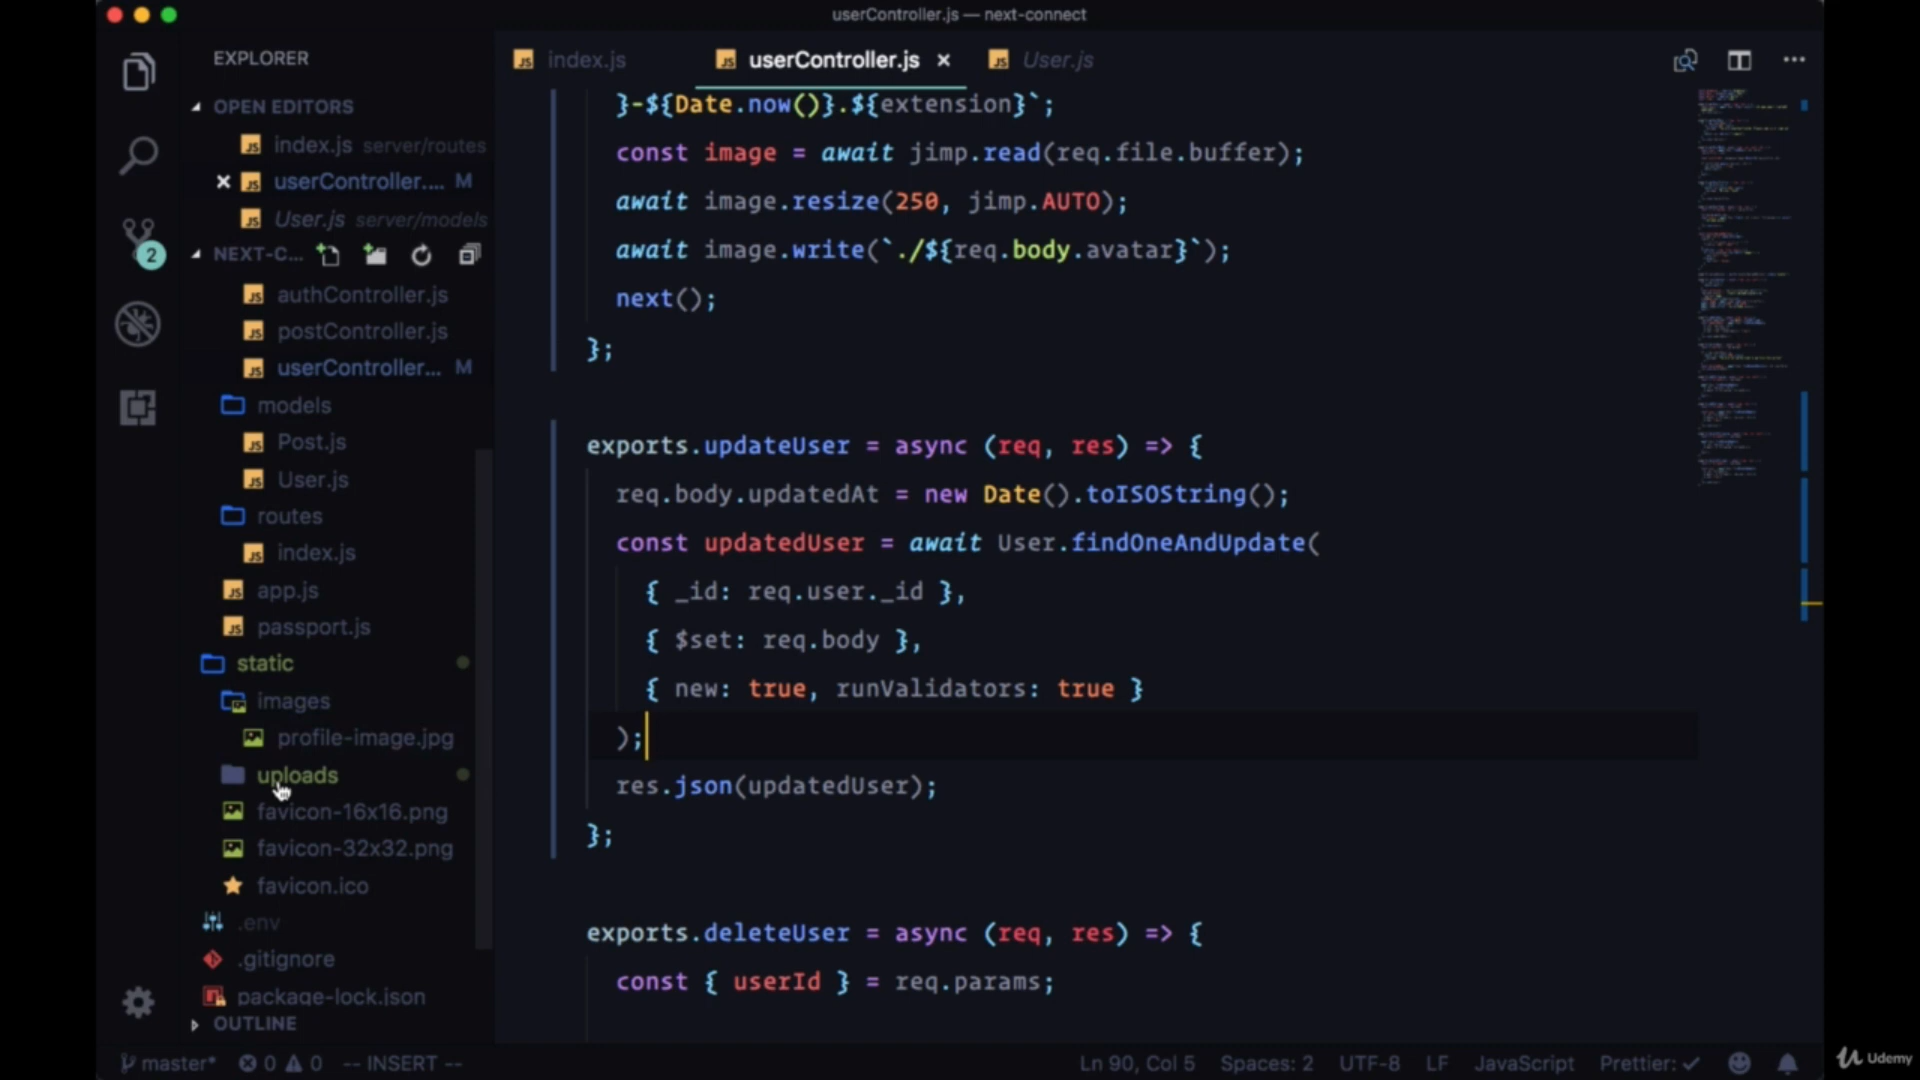 userController.js — next-connect
EXPLORER
OPEN EDITORS
index.js server/routes
userController.... M
User.js server/models
NEXT-C...
authController.js
postController.js
userController... M
models
Post.js
User.js
routes
index.js
app.js
passport.js
static
images
profile-image.jpg
uploads
favicon-16x16.png
favicon-32x32.png
favicon.ico
.env
.gitignore
package-lock.json
OUTLINE
2
index.js
userController.js
User.js
}-${Date.now()}.${extension}`;
const image = await jimp.read(req.file.buffer);
await image.resize(250, jimp.AUTO);
await image.write(`./${req.body.avatar}`);
next();
};
exports.updateUser = async (req, res) => {
req.body.updatedAt = new Date().toISOString();
const updatedUser = await User.findOneAndUpdate(
{ _id: req.user._id },
{ $set: req.body },
{ new: true, runValidators: true }
);
res.json(updatedUser);
};
exports.deleteUser = async (req, res) => {
const { userId } = req.params;
master* 0 0 -- INSERT --
Ln 90, Col 5 Spaces: 2 UTF-8 LF JavaScript Prettier: ✓
Udemy